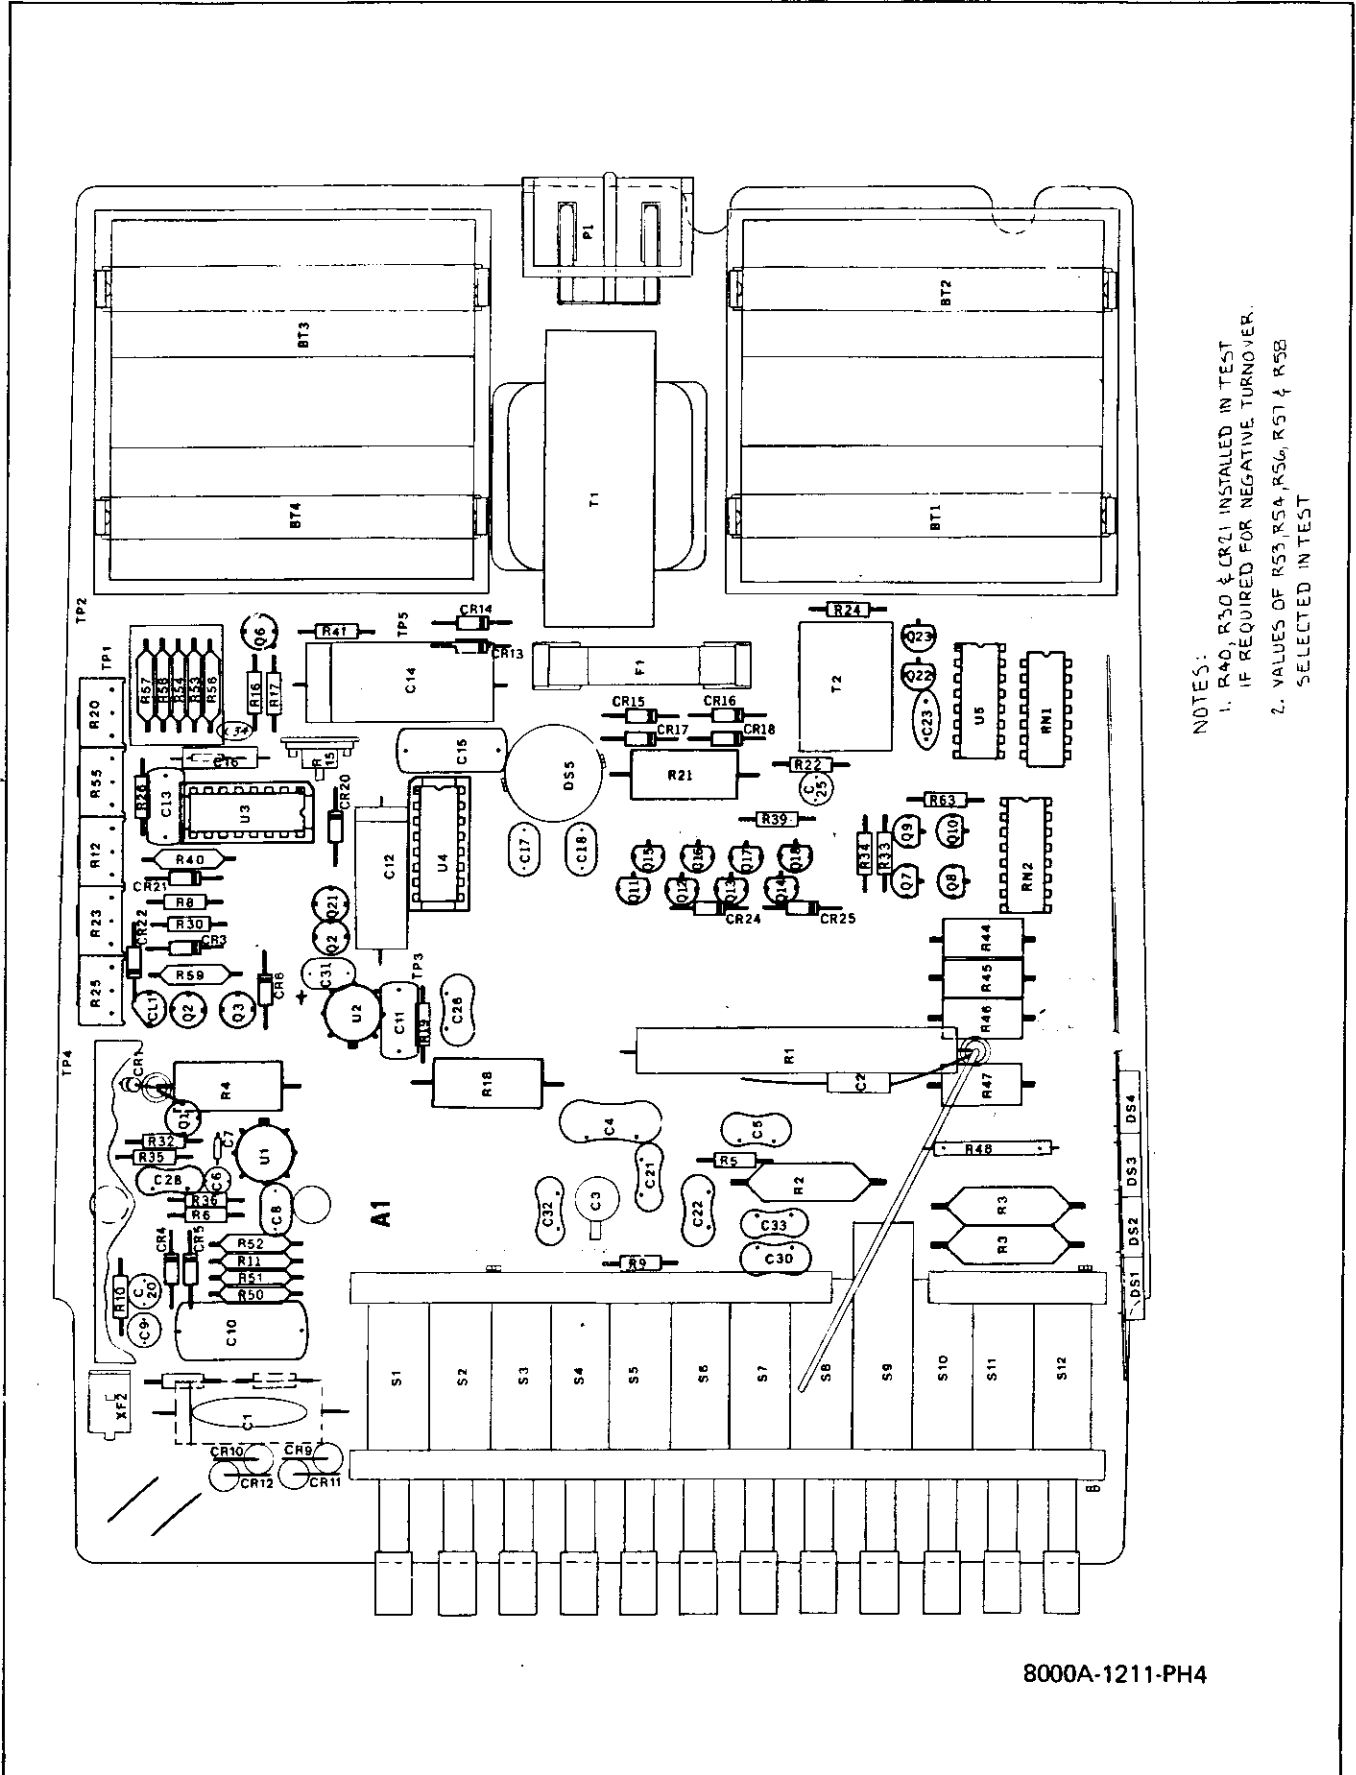 TP2
BT3
P1
BT2
BT4
T1
BT1
TP1
R20
R57
R58
R54
R53
R56
Q6
R16
R17
R41
TP5
CR14
CR13
C14
F1
R24
T2
Q23
Q22
C23
U5
RN1
R55
C16
R
15
C15
DS5
CR15
CR16
CR17
CR18
R21
R22
C
25
R26
C13
U3
CR20
R12
R40
C12
U4
C17
C18
R39
R63
Q15
Q16
Q17
Q18
R34
R33
Q9
Q10
Q11
Q12
Q13
Q14
Q7
Q8
RN2
CR24
CR25
CR21
R8
R23
R30
CR22
CR3
Q21
Q2
R59
C31
CR8
R25
CL1
Q2
Q3
+
U2
C11
TP3
R19
C26
R44
R45
R46
TP4
CR1
R4
R18
R1
C2
R47
Q1
R32
C7
R35
U1
C28
C6
R36
R6
C8
A1
C4
C5
C21
R5
R2
R48
C32
C3
C22
C33
C30
R3
R3
DS4
DS3
DS2
DS1
CR4
CR5
R52
R11
R51
R50
R10
C
20
C9
C10
R9
S1
S2
S3
S4
S5
S6
S7
S8
S9
S10
S11
S12
XF2
C1
CR10
CR9
CR12
CR11
NOTES:
1. R40, R30 & CR21 INSTALLED IN TEST
IF REQUIRED FOR NEGATIVE TURNOVER.
2. VALUES OF R53, R54, R56, R57 & R58
SELECTED IN TEST
8000A-1211-PH4